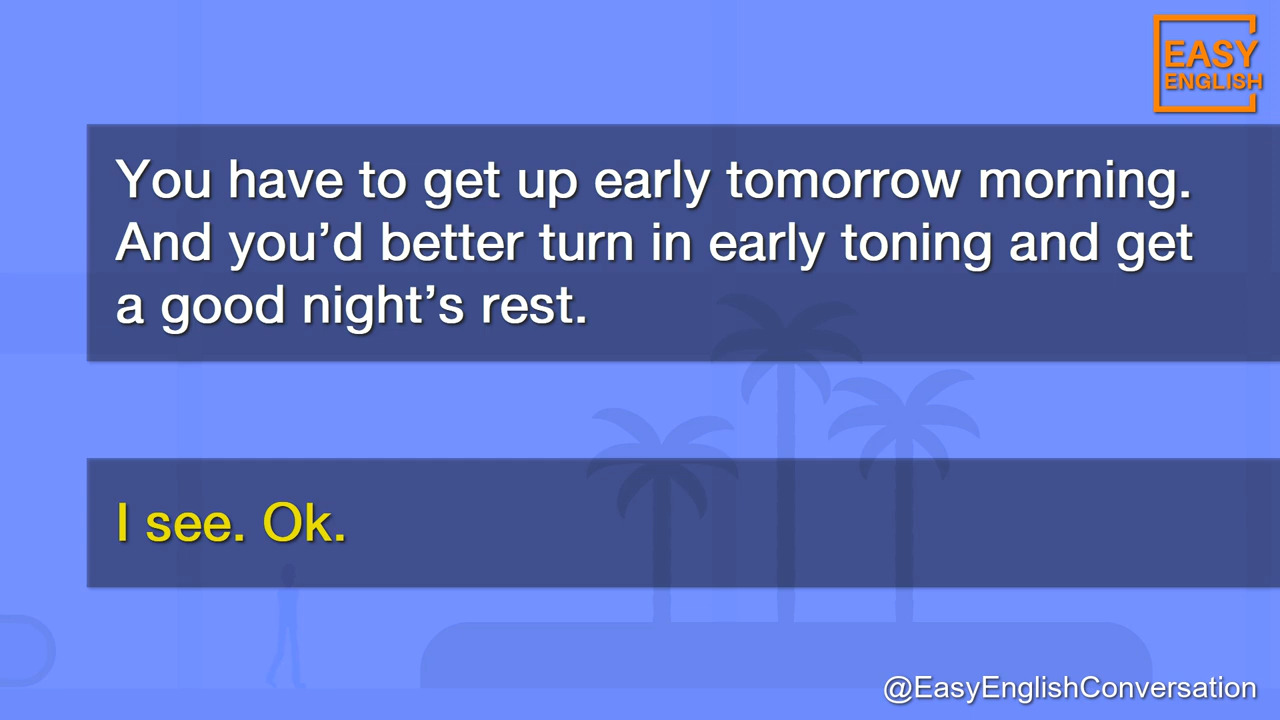 EASY
ENGLISH
You have to get up early tomorrow morning.
And you’d better turn in early toning and get
a good night’s rest.
I see. Ok.
@EasyEnglishConversation